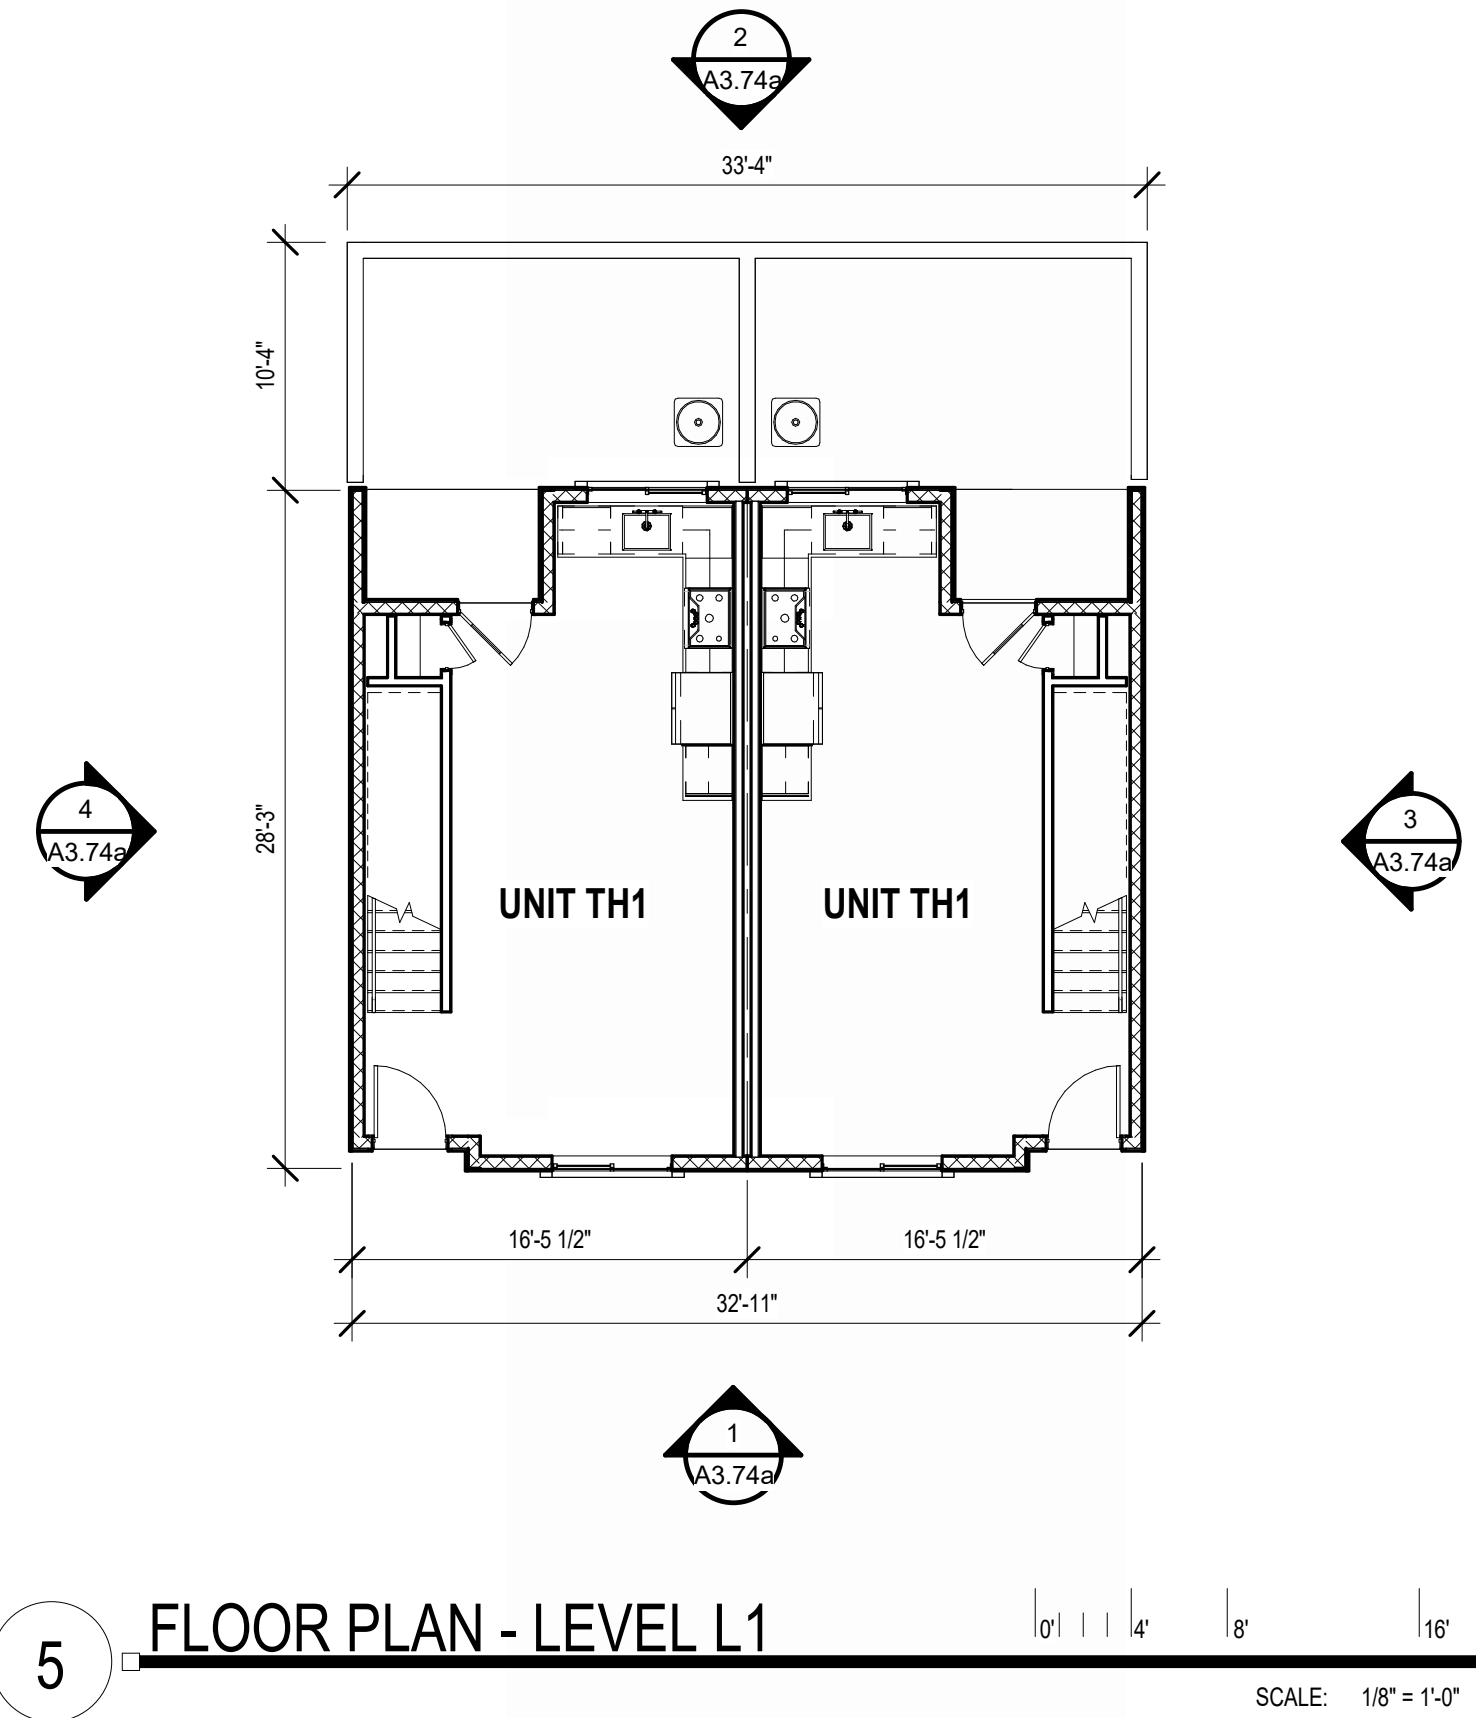 2
A3.74a
33'-4"
10'-4"
28'-3"
4
A3.74a
3
A3.74a
UNIT TH1
UNIT TH1
16'-5 1/2"
16'-5 1/2"
32'-11"
1
A3.74a
5
FLOOR PLAN - LEVEL L1
0'
4'
8'
16'
SCALE: 1/8" = 1'-0"